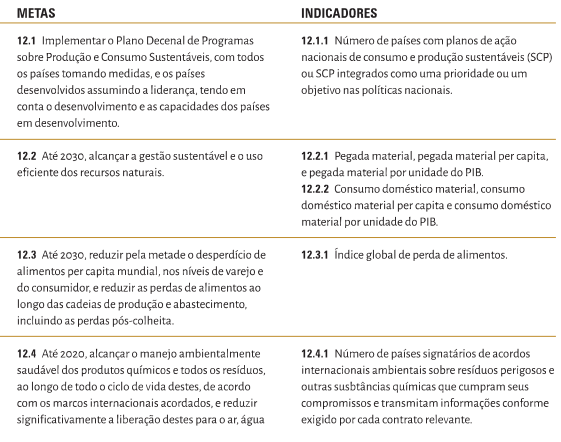 METAS
INDICADORES
12.1 Implementar o Plano Decenal de Programas
sobre Produção e Consumo Sustentáveis, com todos
os países tomando medidas, e os países
desenvolvidos assumindo a liderança, tendo em
conta o desenvolvimento e as capacidades dos países
em desenvolvimento.
12.1.1 Número de países com planos de ação
nacionais de consumo e produção sustentáveis (SCP)
ou SCP integrados como uma prioridade ou um
objetivo nas políticas nacionais.
12.2 Até 2030, alcançar a gestão sustentável e o uso
eficiente dos recursos naturais.
12.2.1 Pegada material, pegada material per capita,
e pegada material por unidade do PIB.
12.2.2 Consumo doméstico material, consumo
doméstico material per capita e consumo doméstico
material por unidade do PIB.
12.3 Até 2030, reduzir pela metade o desperdício de
alimentos per capita mundial, nos níveis de varejo e
do consumidor, e reduzir as perdas de alimentos ao
longo das cadeias de produção e abastecimento,
incluindo as perdas pós-colheita.
12.3.1 Índice global de perda de alimentos.
12.4 Até 2020, alcançar o manejo ambientalmente
saudável dos produtos químicos e todos os resíduos,
ao longo de todo o ciclo de vida destes, de acordo
com os marcos internacionais acordados, e reduzir
significativamente a liberação destes para o ar, água
12.4.1 Número de países signatários de acordos
internacionais ambientais sobre resíduos perigosos e
outras susbtâncias químicas que cumpram seus
compromissos e transmitam informações conforme
exigido por cada contrato relevante.